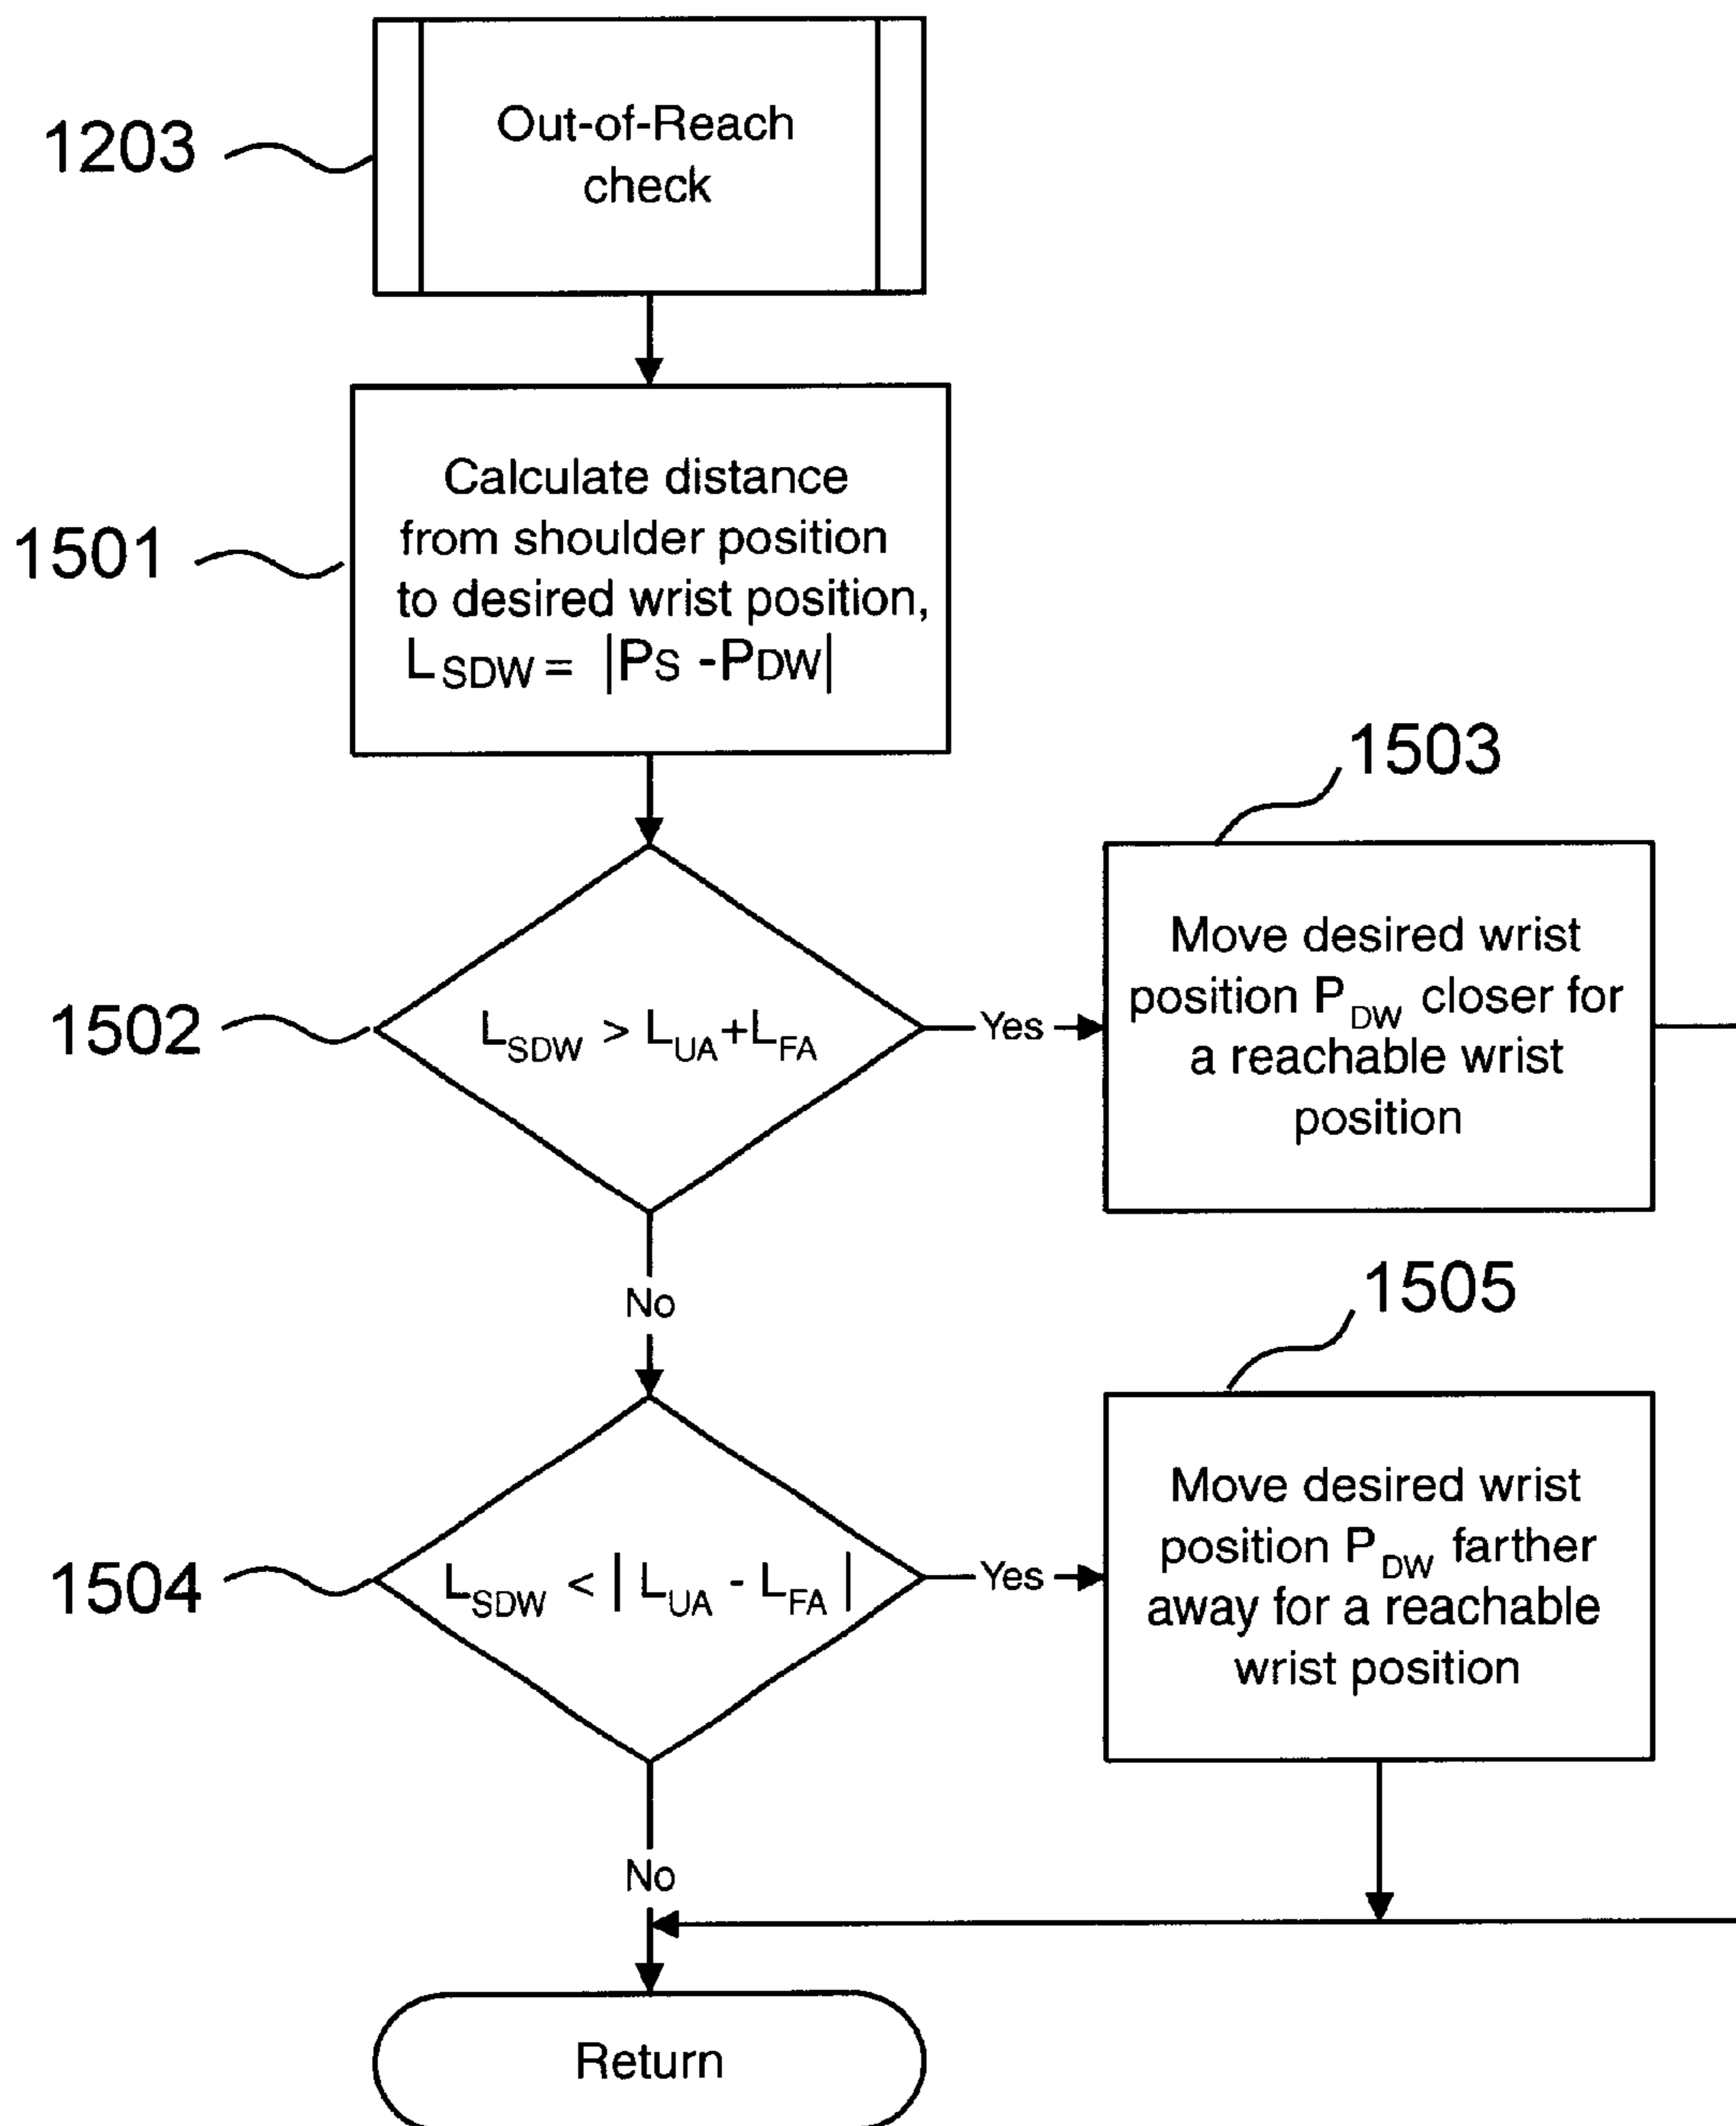 1203
Out-of-Reach
check
1501
Calculate distance
from shoulder position
to desired wrist position,
LSDW = |PS -PDW|
1502
LSDW > LUA+LFA
Yes
1503
Move desired wrist
position PDW closer for
a reachable wrist
position
No
1504
LSDW < | LUA - LFA |
Yes
1505
Move desired wrist
position PDW farther
away for a reachable
wrist position
No
Return